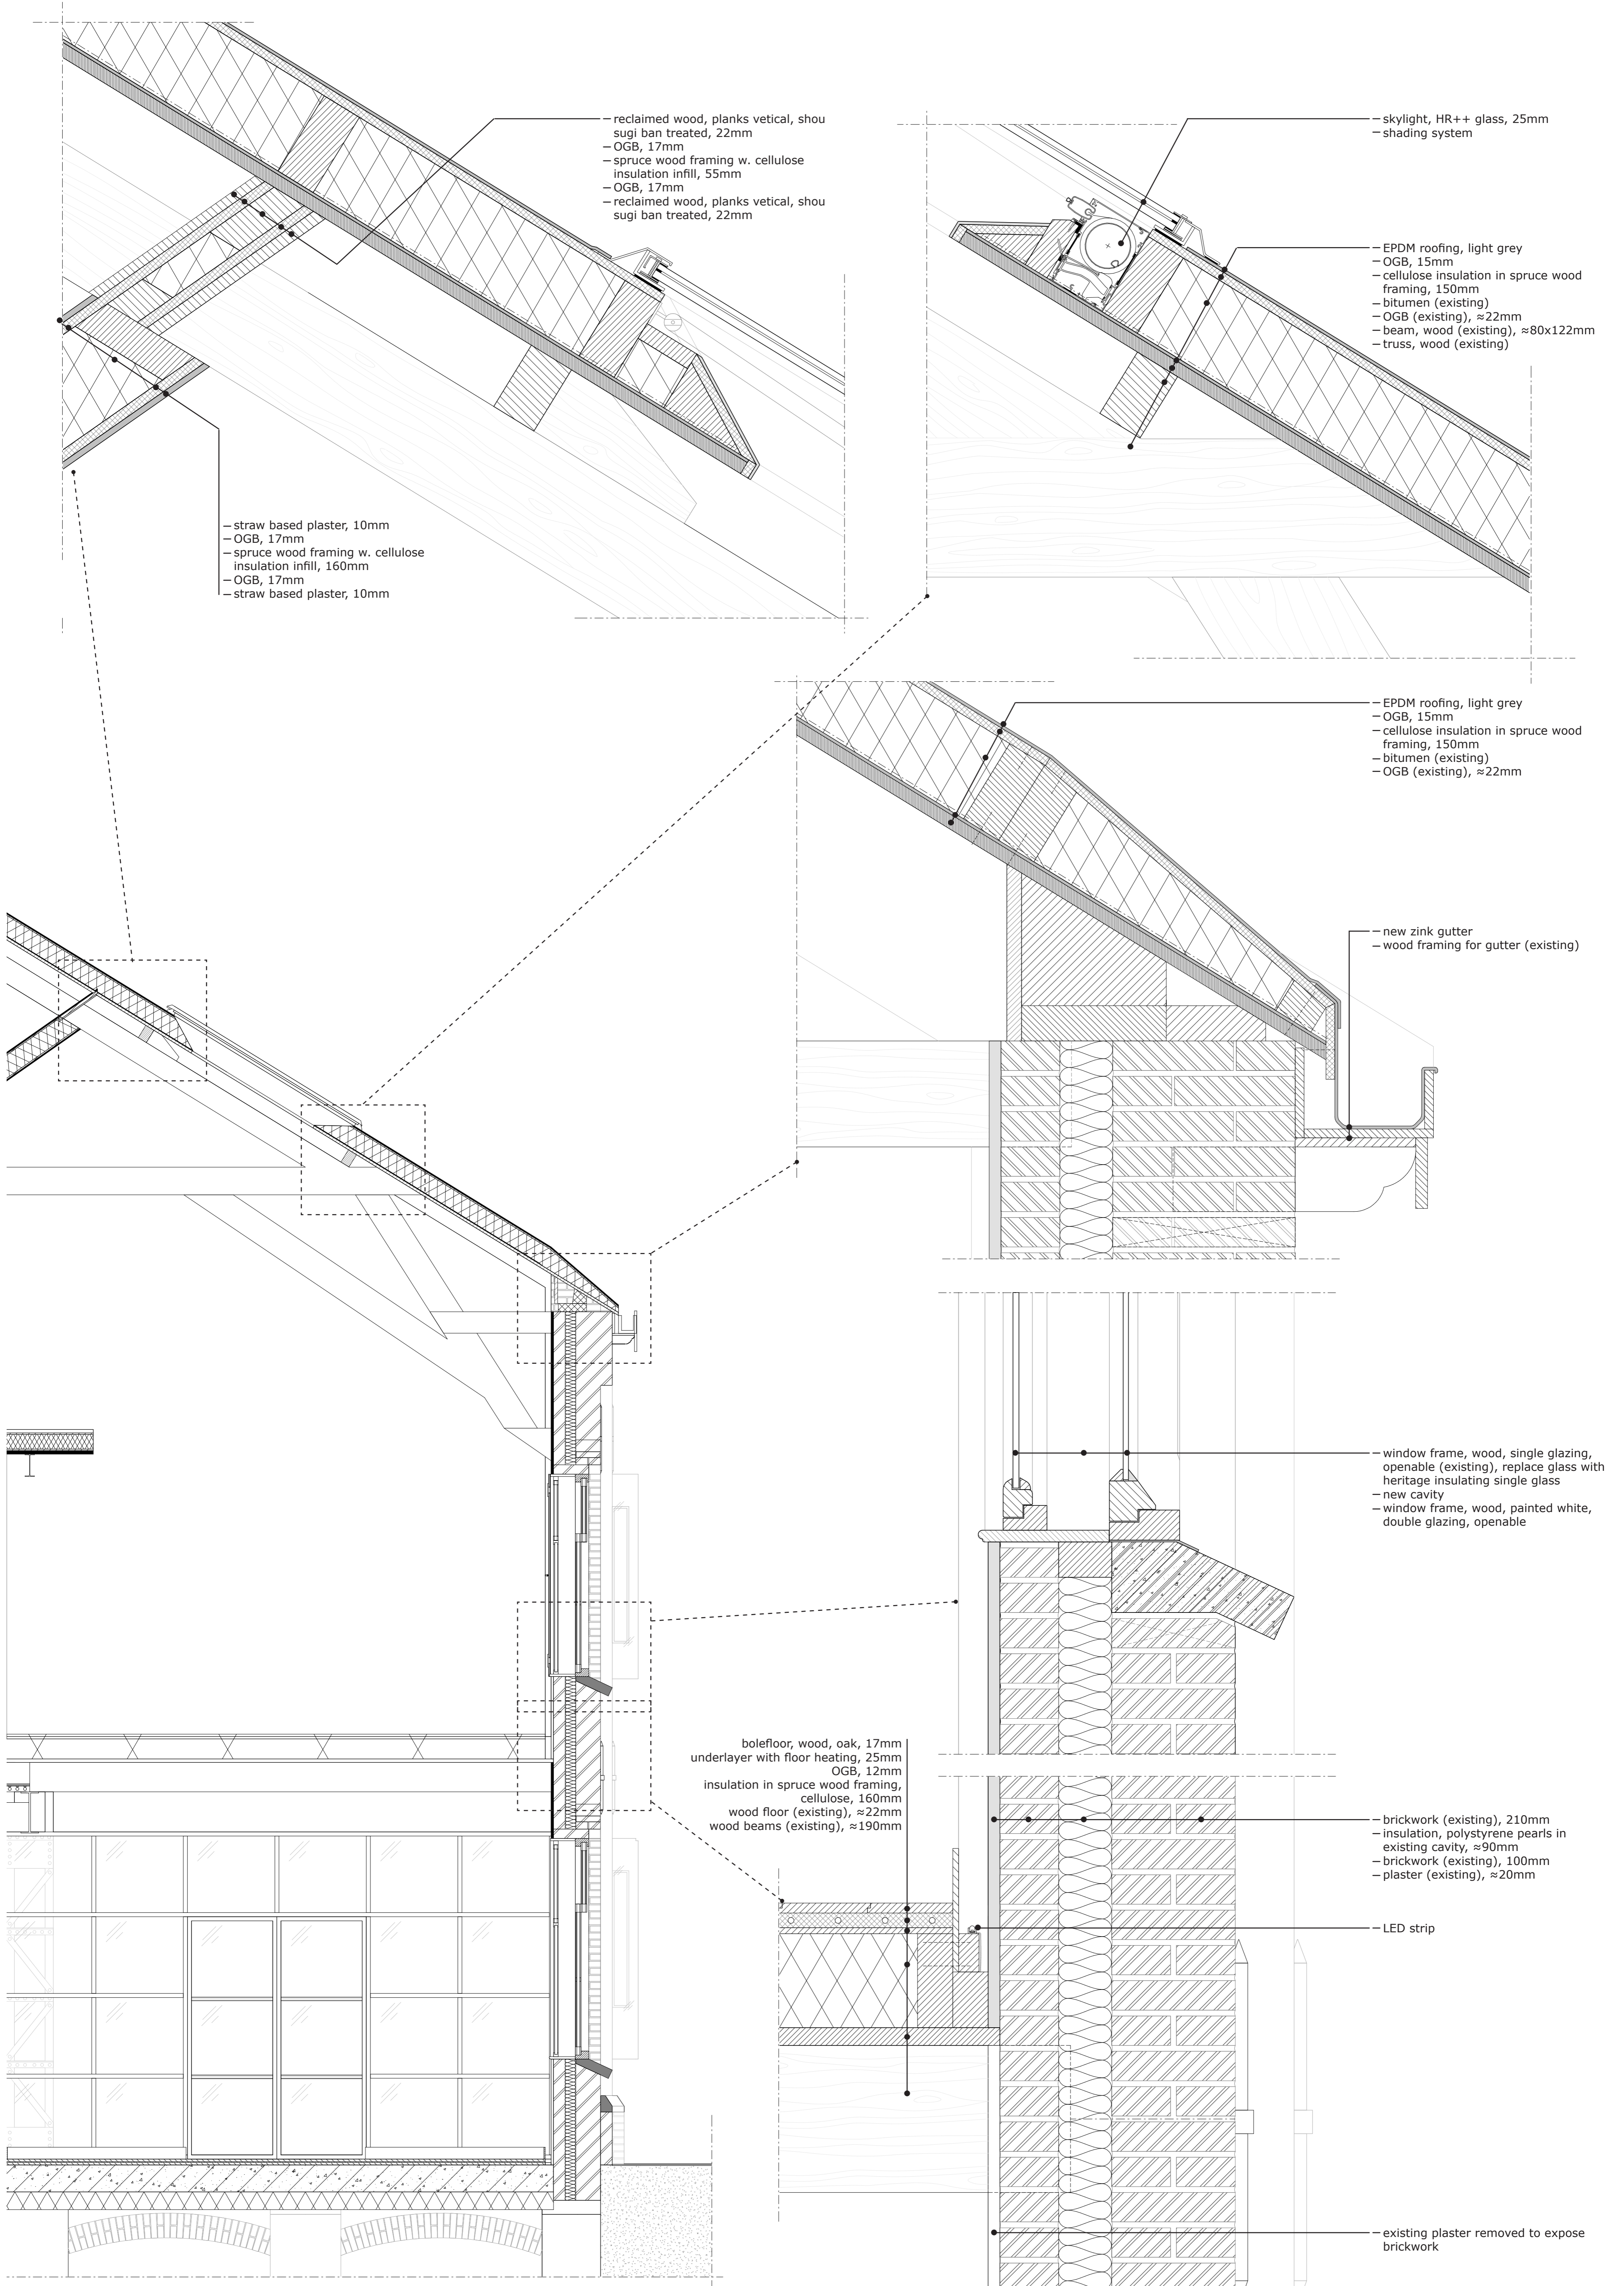 — reclaimed wood, planks vetical, shou
sugi ban treated, 22mm
— OGB, 17mm
— spruce wood framing w. cellulose
insulation infill, 55mm
— OGB, 17mm
— reclaimed wood, planks vetical, shou
sugi ban treated, 22mm
— skylight, HR++ glass, 25mm
— shading system
— EPDM roofing, light grey
— OGB, 15mm
— cellulose insulation in spruce wood
framing, 150mm
— bitumen (existing)
— OGB (existing), ≈22mm
— beam, wood (existing), ≈80x122mm
— truss, wood (existing)
— straw based plaster, 10mm
— OGB, 17mm
— spruce wood framing w. cellulose
insulation infill, 160mm
— OGB, 17mm
— straw based plaster, 10mm
— EPDM roofing, light grey
— OGB, 15mm
— cellulose insulation in spruce wood
framing, 150mm
— bitumen (existing)
— OGB (existing), ≈22mm
— new zink gutter
— wood framing for gutter (existing)
— window frame, wood, single glazing,
openable (existing), replace glass with
heritage insulating single glass
— new cavity
— window frame, wood, painted white,
double glazing, openable
bolefloor, wood, oak, 17mm
underlayer with floor heating, 25mm
OGB, 12mm
insulation in spruce wood framing,
cellulose, 160mm
wood floor (existing), ≈22mm
wood beams (existing), ≈190mm
— brickwork (existing), 210mm
— insulation, polystyrene pearls in
existing cavity, ≈90mm
— brickwork (existing), 100mm
— plaster (existing), ≈20mm
— LED strip
— existing plaster removed to expose
brickwork